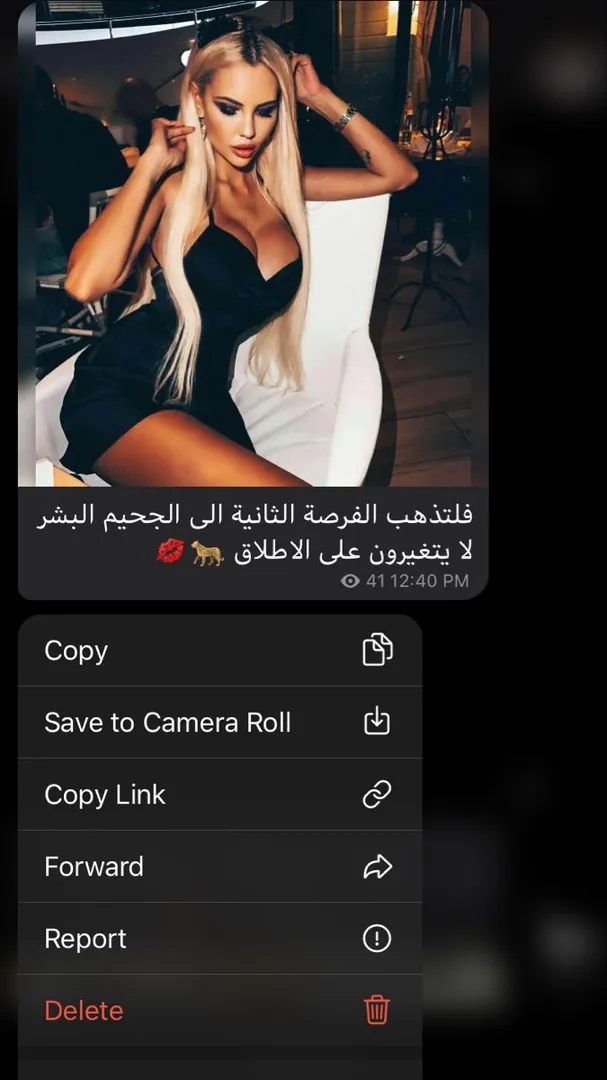 فلتذهب الفرصة الثانية الى الجحيم البشر
لا يتغيرون على الاطلاق 🐆💋
41 12:40 PM
Copy
Save to Camera Roll
Copy Link
Forward
Report
Delete